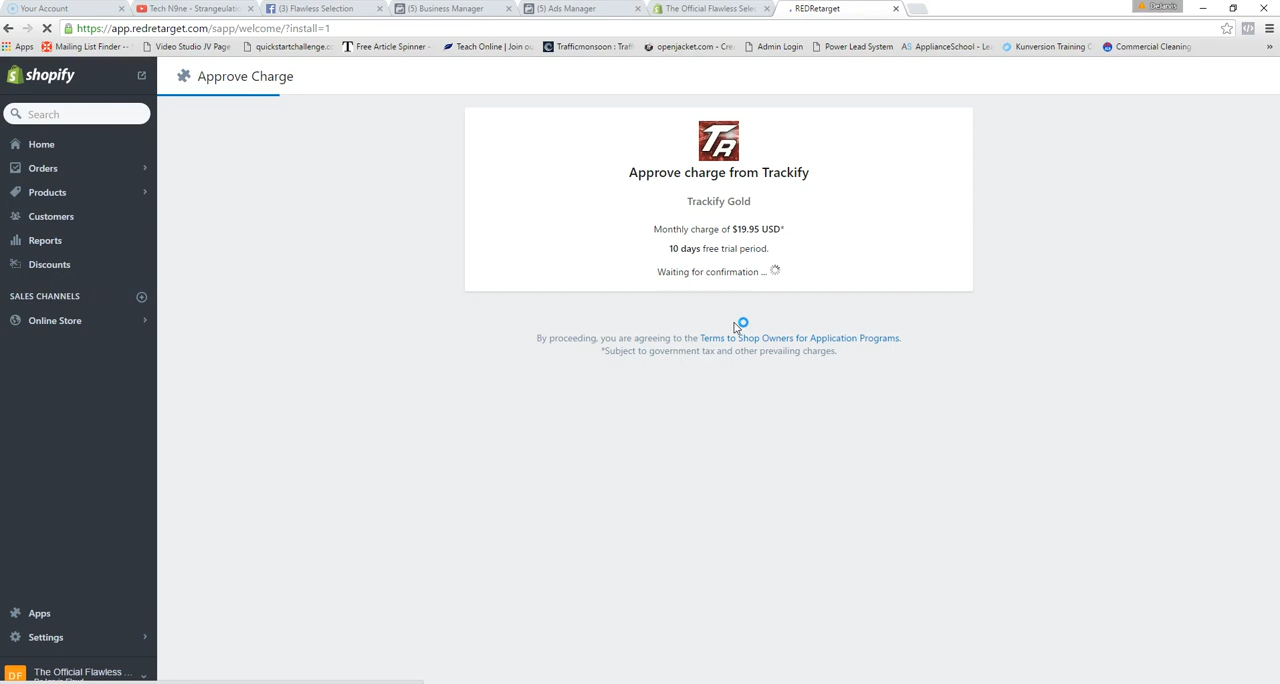 Your Account
Tech N9ne - Strangeulatio
(3) Flawless Selection
(5) Business Manager
(5) Ads Manager
The Official Flawless Sele
REDRetarget
DeJarvis
https://app.redretarget.com/sapp/welcome/?install=1
Apps
Mailing List Finder --
Video Studio JV Page
quickstartchallenge.c
Free Article Spinner -
Teach Online | Join ou
Trafficmonsoon : Traf
openjacket.com - Cre
Admin Login
Power Lead System
AS ApplianceSchool - Le
Kunversion Training
Commercial Cleaning
»
shopify
Approve Charge
Search
Home
Orders
Products
Customers
Reports
Discounts
SALES CHANNELS
Online Store
TR
Approve charge from Trackify
Trackify Gold
Monthly charge of $19.95 USD*
10 days free trial period.
Waiting for confirmation ...
By proceeding, you are agreeing to the Terms to Shop Owners for Application Programs.
*Subject to government tax and other prevailing charges.
Apps
Settings
DF
The Official Flawless ...